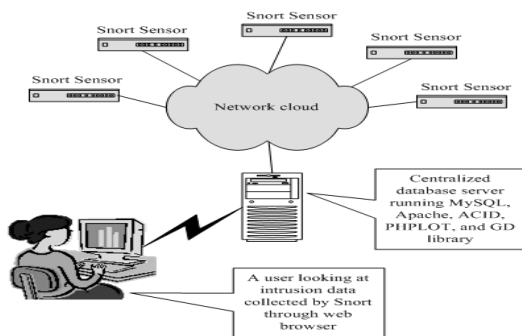 Snort Sensor
Snort Sensor
Snort Sensor
Snort Sensor
Snort Sensor
Network cloud
Centralized
database server
running MySQL,
Apache, ACID,
PHPLOT, and GD
library
A user looking at
intrusion data
collected by Snort
through web
browser